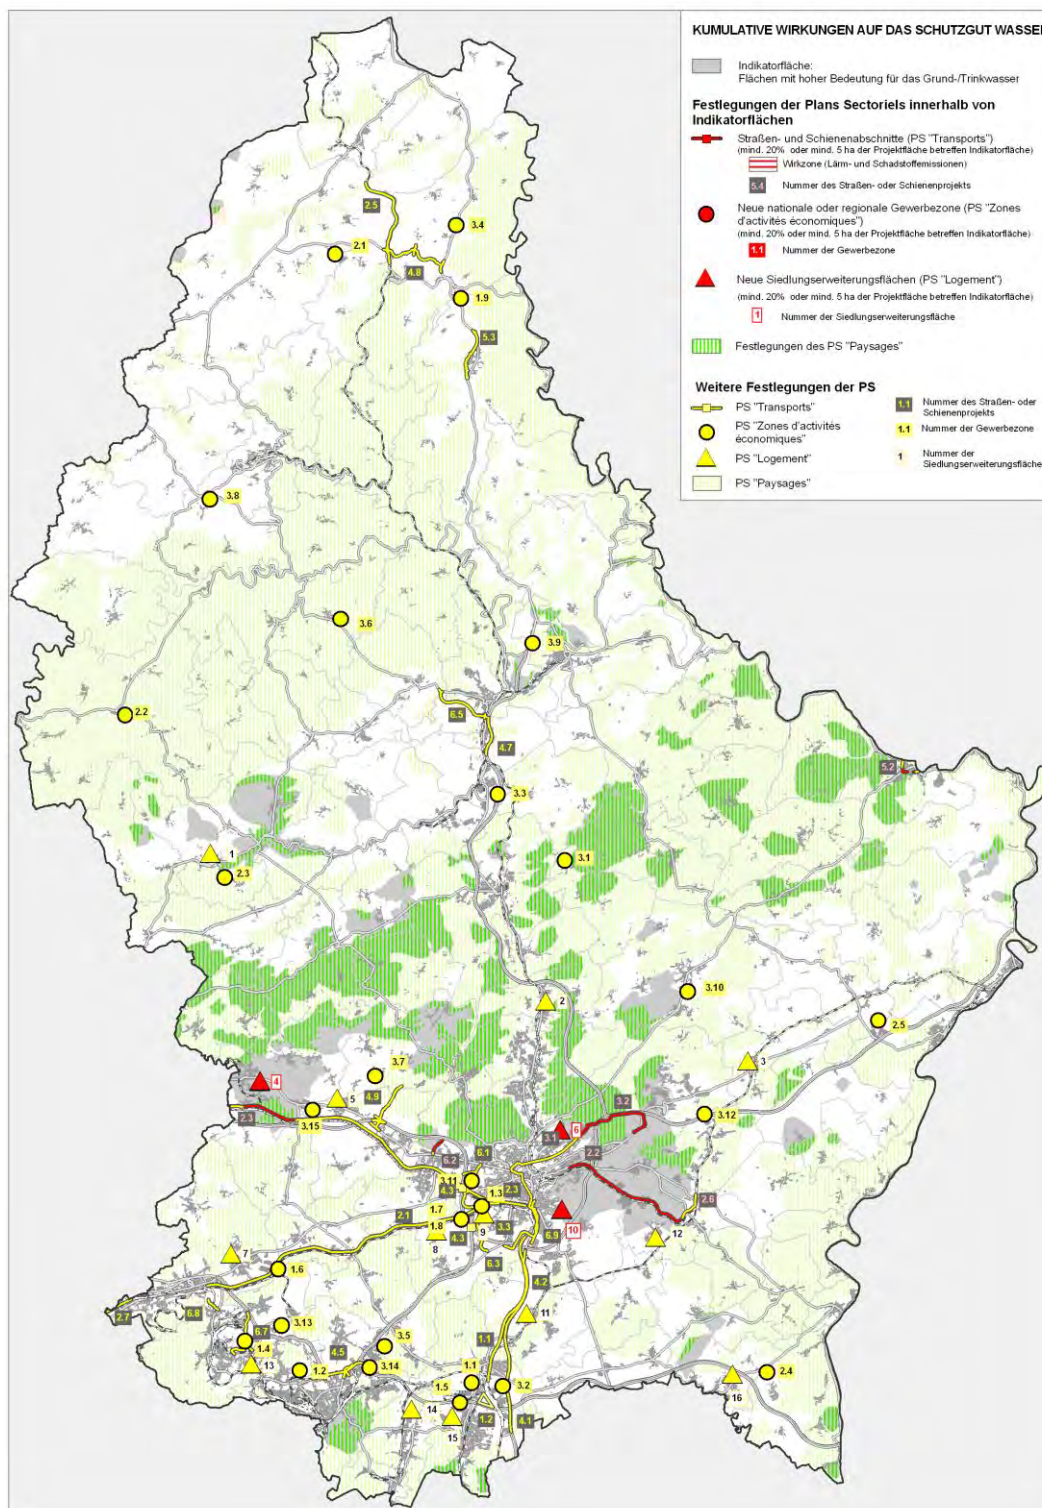 KUMULATIVE WIRKUNGEN AUF DAS SCHUTZGUT WASSER
Indikatorfläche:
Flächen mit hoher Bedeutung für das Grund-/Trinkwasser
Festlegungen der Plans Sectoriels innerhalb von
Indikatorflächen
Straßen- und Schienenabschnitte (PS "Transports")
(mind. 20% oder mind. 5 ha der Projektfläche betreffen Indikatorfläche)
Wirkzone (Lärm- und Schadstoffemissionen)
5.4 Nummer des Straßen- oder Schienenprojekts
Neue nationale oder regionale Gewerbezone (PS "Zones
d'activités économiques")
(mind. 20% oder mind. 5 ha der Projektfläche betreffen Indikatorfläche)
1.1 Nummer der Gewerbezone
Neue Siedlungserweiterungsflächen (PS "Logement")
(mind. 20% oder mind. 5 ha der Projektfläche betreffen Indikatorfläche)
1 Nummer der Siedlungserweiterungsfläche
Festlegungen des PS "Paysages"
Weitere Festlegungen der PS
PS "Transports"
1.1 Nummer des Straßen- oder
Schienenprojekts
PS "Zones d'activités
économiques"
1.1 Nummer der Gewerbezone
PS "Logement"
1 Nummer der
Siedlungserweiterungsfläche
PS "Paysages"
2.5
3.4
2.1
4.8
1.9
5.3
3.8
3.6
3.9
2.2
6.5
4.7
5.2
3.3
1
2.3
3.1
3.10
2
2.5
3
3.7
4
4.9
5
2.3
3.15
3.2
3.12
3.1
6
6.2
6.1
2.2
3.11
4.3
2.3
1.3
2.6
1.7
2.1
1.8
3.3
9
4.3
8
6.9
10
12
6.3
7
1.6
4.2
2.7
6.8
11
3.13
6.7
1.4
1.1
3.5
4.5
13
1.2
3.14
1.1
1.5
3.2
2.4
16
14
1.2
15
4.1